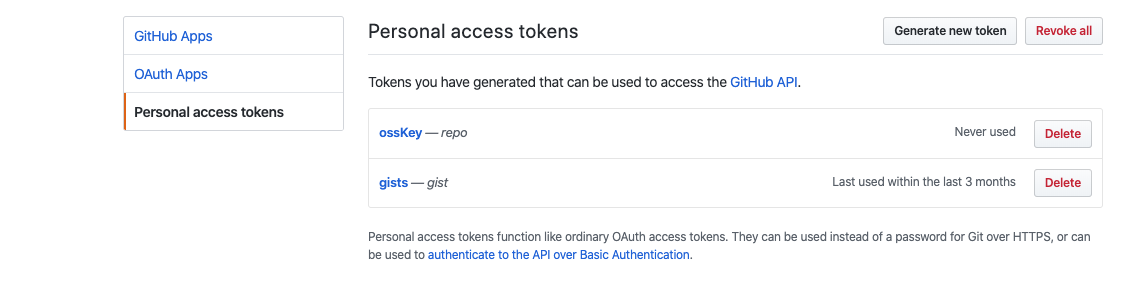 GitHub Apps
OAuth Apps
Personal access tokens
Personal access tokens
Generate new token
Revoke all
Tokens you have generated that can be used to access the GitHub API.
ossKey — repo
Never used
Delete
gists — gist
Last used within the last 3 months
Delete
Personal access tokens function like ordinary OAuth access tokens. They can be used instead of a password for Git over HTTPS, or can
be used to authenticate to the API over Basic Authentication.